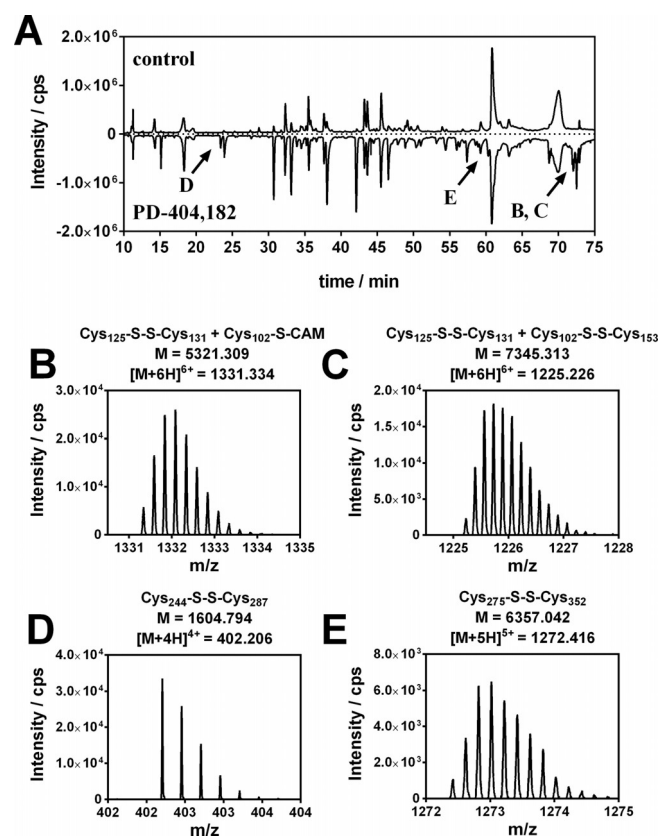 A
2.0×10⁶
control
1.0×10⁶
0
-1.0×10⁶
-2.0×10⁶
Intensity / cps
D
E
B, C
PD-404,182
10 15 20 25 30 35 40 45 50 55 60 65 70 75
time / min
Cys₁₂₅-S-S-Cys₁₃₁ + Cys₁₀₂-S-CAM
M = 5321.309
[M+6H]⁶⁺ = 1331.334
B
3.0×10⁴
2.0×10⁴
1.0×10⁴
0.0
Intensity / cps
1331 1332 1333 1334 1335
m/z
Cys₁₂₅-S-S-Cys₁₃₁ + Cys₁₀₂-S-S-Cys₁₅₃
M = 7345.313
[M+6H]⁶⁺ = 1225.226
C
2.0×10⁴
1.5×10⁴
1.0×10⁴
5.0×10³
0.0
Intensity / cps
1225 1226 1227 1228
m/z
Cys₂₄₄-S-S-Cys₂₈₇
M = 1604.794
[M+4H]⁴⁺ = 402.206
D
4.0×10⁴
3.0×10⁴
2.0×10⁴
1.0×10⁴
0.0
Intensity / cps
402 402 403 403 404 404
m/z
Cys₂₇₅-S-S-Cys₃₅₂
M = 6357.042
[M+5H]⁵⁺ = 1272.416
E
8.0×10³
6.0×10³
4.0×10³
2.0×10³
0.0
Intensity / cps
1272 1273 1274 1275
m/z